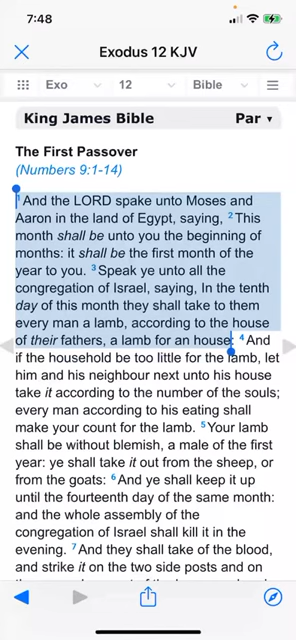 7:48
Exodus 12 KJV
Exo 12 Bible
King James Bible Par ▾
The First Passover
(Numbers 9:1-14)
1 And the LORD spake unto Moses and
Aaron in the land of Egypt, saying, 2 This
month shall be unto you the beginning of
months: it shall be the first month of the
year to you. 3 Speak ye unto all the
congregation of Israel, saying, In the tenth
day of this month they shall take to them
every man a lamb, according to the house
of their fathers, a lamb for an house: 4 And
if the household be too little for the lamb, let
him and his neighbour next unto his house
take it according to the number of the souls;
every man according to his eating shall
make your count for the lamb. 5 Your lamb
shall be without blemish, a male of the first
year: ye shall take it out from the sheep, or
from the goats: 6 And ye shall keep it up
until the fourteenth day of the same month:
and the whole assembly of the
congregation of Israel shall kill it in the
evening. 7 And they shall take of the blood,
and strike it on the two side posts and on